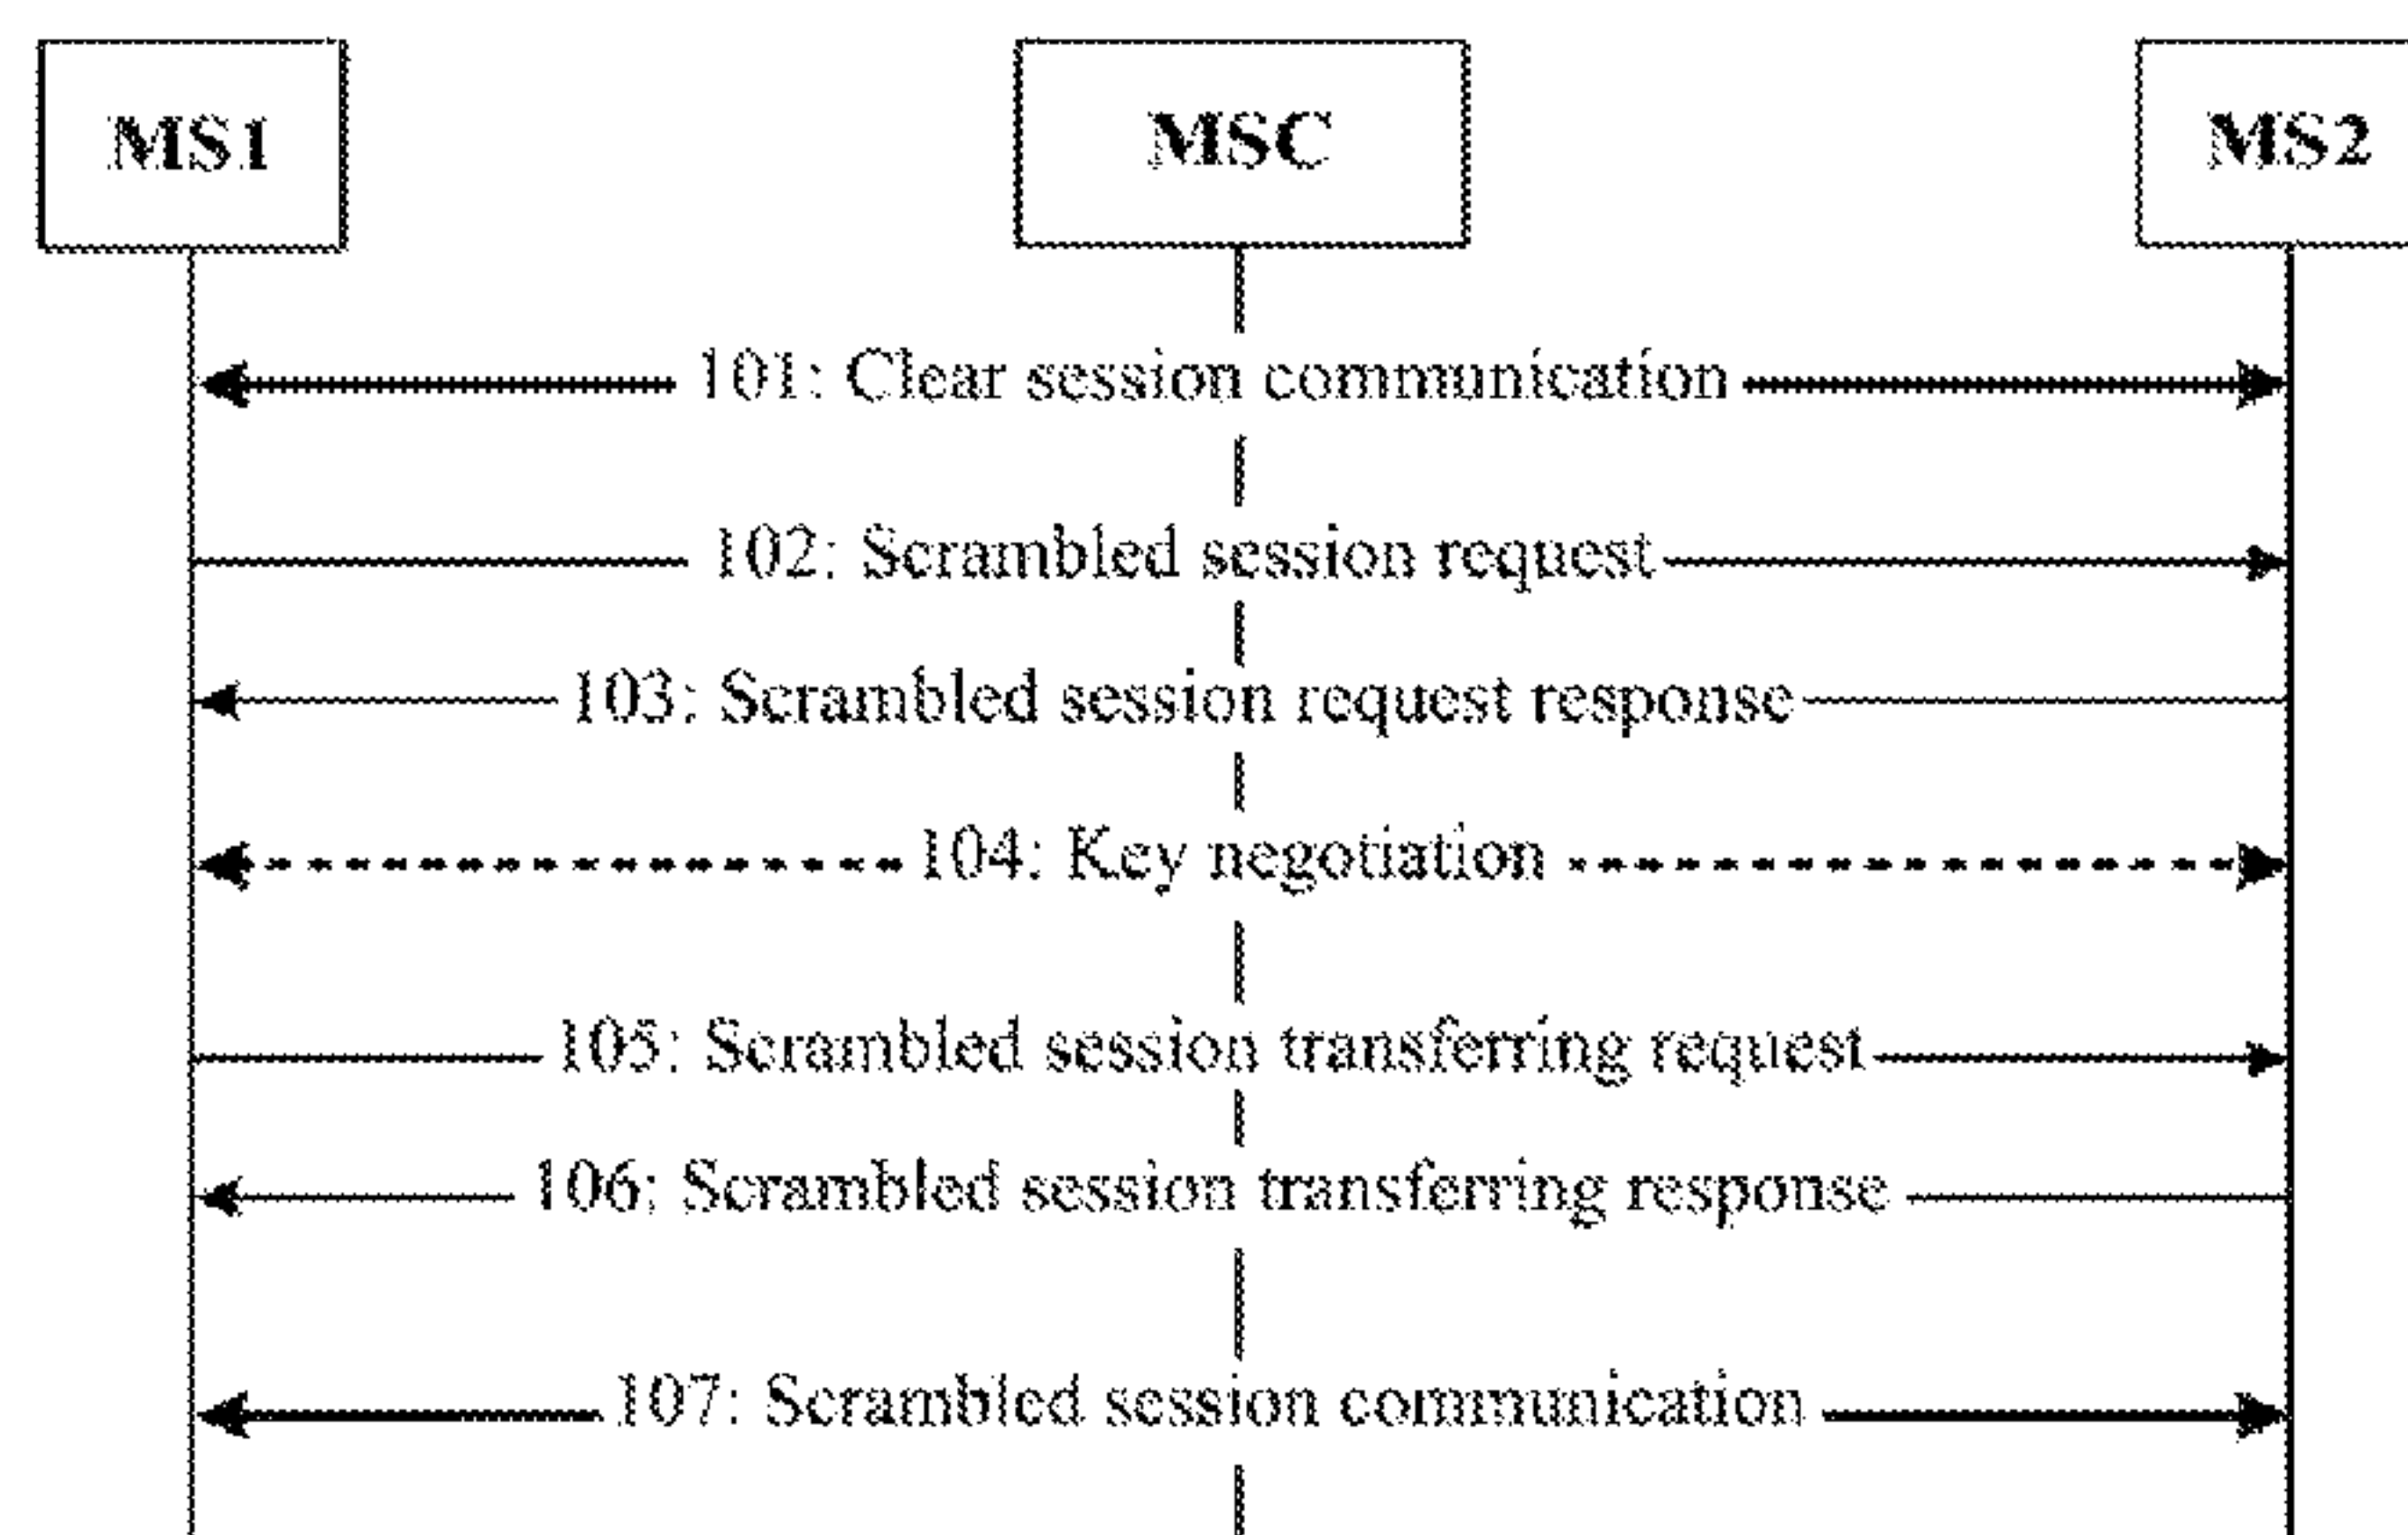 MS1
MSC
MS2
101: Clear session communication
102: Scrambled session request
103: Scrambled session request response
104: Key negotiation
105: Scrambled session transferring request
106: Scrambled session transferring response
107: Scrambled session communication